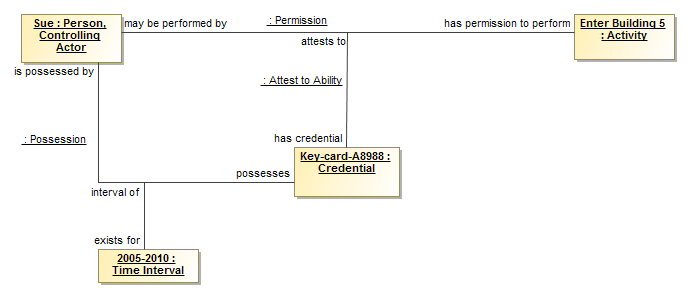 Sue : Person,
Controlling
Actor
may be performed by
: Permission
has permission to perform
Enter Building 5
: Activity
attests to
is possessed by
: Attest to Ability
: Possession
has credential
Key-card-A8988 :
Credential
possesses
interval of
exists for
2005-2010 :
Time Interval